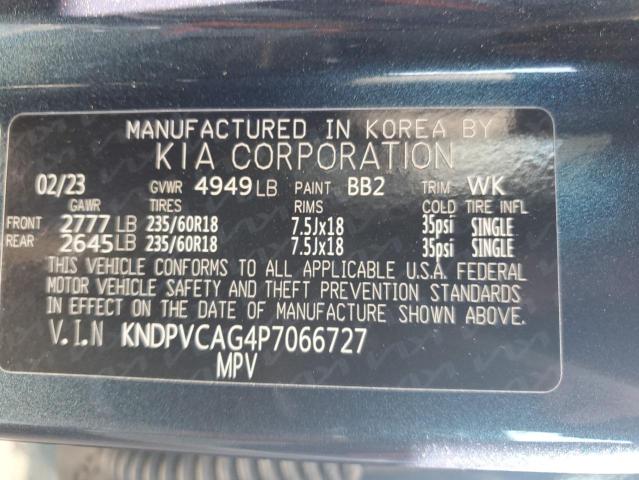 MANUFACTURED IN KOREA BY
KIA CORPORATION
02/23 GVWR 4949 LB PAINT BB2 TRIM WK
GAWR TIRES RIMS COLD TIRE INFL
FRONT 2777 LB 235/60R18 7.5Jx18 35psi SINGLE
REAR 2645 LB 235/60R18 7.5Jx18 35psi SINGLE
THIS VEHICLE CONFORMS TO ALL APPLICABLE U.S.A. FEDERAL
MOTOR VEHICLE SAFETY AND THEFT PREVENTION STANDARDS
IN EFFECT ON THE DATE OF MANUFACTURE SHOWN ABOVE.
V.I.N KNDPVCAG4P7066727
MPV